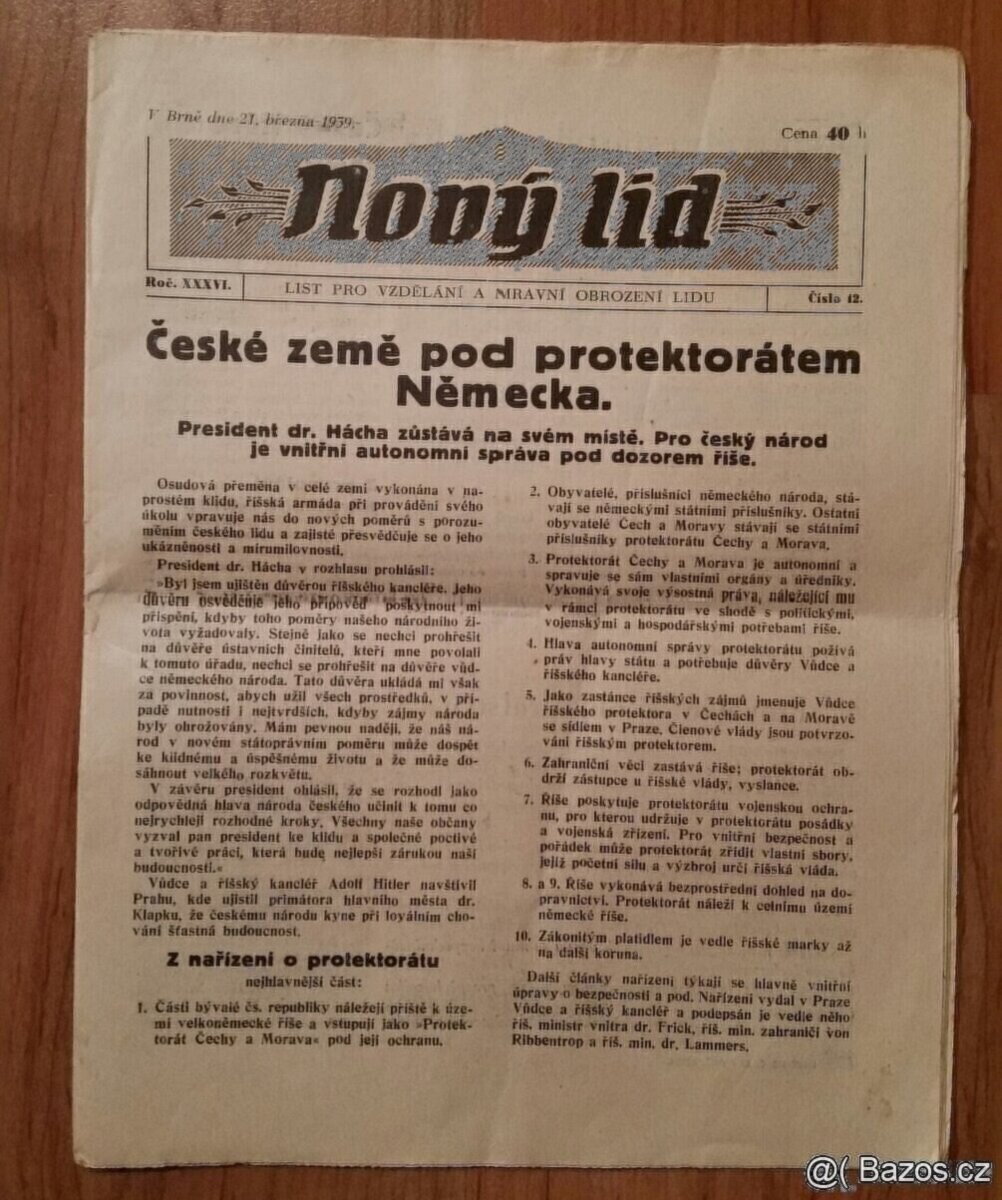 V Brně dne 21. března 1939.
Cena 40 h
Nový lid
Roč. XXXVI.
LIST PRO VZDĚLÁNÍ A MRAVNÍ OBROZENÍ LIDU
Číslo 12.
České země pod protektorátem
Německa.
President dr. Hácha zůstává na svém místě. Pro český národ
je vnitřní autonomní správa pod dozorem říše.
Osudová přeměna v celé zemi vykonána v na-
prostém klidu, říšská armáda při provádění svého
úkolu vpravuje nás do nových poměrů s porozu-
měním českého lidu a zajisté přesvědčuje se o jeho
ukázněnosti a mírumilovnosti.
President dr. Hácha v rozhlasu prohlásil:
»Byl jsem ujištěn důvěrou říšského kancléře. Jeho
důvěru osvědčuje jeho přípověď poskytnout mi
přispění, kdyby toho poměry našeho národního ži-
vota vyžadovaly. Stejně jako se nechci prohřešit
na důvěře ústavních činitelů, kteří mne povolali
k tomuto úřadu, nechci se prohřešit na důvěře vůd-
ce německého národa. Tato důvěra ukládá mi však
za povinnost, abych užil všech prostředků, v pří-
padě nutnosti i nejtvrdších, kdyby zájmy národa
byly ohrožovány. Mám pevnou naději, že náš ná-
rod v novém státoprávním poměru může dospět
ke klidnému a úspěšnému životu a že může do-
sáhnout velkého rozkvětu.
V závěru president ohlásil, že se rozhodl jako
odpovědná hlava národa českého učinit k tomu co
nejrychleji rozhodné kroky. Všechny naše občany
vyzval pan president ke klidu a společné poctivé
a tvořivé práci, která bude nejlepší zárukou naší
budoucnosti.«
Vůdce a říšský kancléř Adolf Hitler navštívil
Prahu, kde ujistil primátora hlavního města dr.
Klapku, že českému národu kyne při loyálním cho-
vání šťastná budoucnost.
Z nařízení o protektorátu
nejhlavnější část:
1. Části bývalé čs. republiky náležejí příště k úze-
mí velkoněmecké říše a vstupují jako »Protek-
torát Čechy a Morava« pod její ochranu.
2. Obyvatelé, příslušníci německého národa, stá-
vají se německými státními příslušníky. Ostatní
obyvatelé Čech a Moravy stávají se státními
příslušníky protektorátu Čechy a Morava.
3. Protektorát Čechy a Morava je autonomní a
spravuje se sám vlastními orgány a úředníky.
Vykonává svoje výsostná práva, náležející mu
v rámci protektorátu ve shodě s politickými,
vojenskými a hospodářskými potřebami říše.
4. Hlava autonomní správy protektorátu požívá
práv hlavy státu a potřebuje důvěry Vůdce a
říšského kancléře.
5. Jako zastánce říšských zájmů jmenuje Vůdce
říšského protektora v Čechách a na Moravě
se sídlem v Praze. Členové vlády jsou potvrzo-
váni říšským protektorem.
6. Zahraniční věci zastává říše; protektorát ob-
drží zástupce u říšské vlády, vyslance.
7. Říše poskytuje protektorátu vojenskou ochra-
nu, pro kterou udržuje v protektorátu posádky
a vojenská zřízení. Pro vnitřní bezpečnost a
pořádek může protektorát zřídit vlastní sbory,
jejíž početní sílu a výzbroj určí říšská vláda.
8. a 9. Říše vykonává bezprostřední dohled na do-
pravnictví. Protektorát náleží k celnímu území
německé říše.
10. Zákonitým platidlem je vedle říšské marky až
na další koruna.
Další články nařízení týkají se hlavně vnitřní
úpravy o bezpečnosti a pod. Nařízení vydal v Praze
Vůdce a říšský kancléř a podepsán je vedle něho
říš. ministr vnitra dr. Frick, říš. min. zahraničí von
Ribbentrop a říš. min. dr. Lammers.
@( Bazos.cz